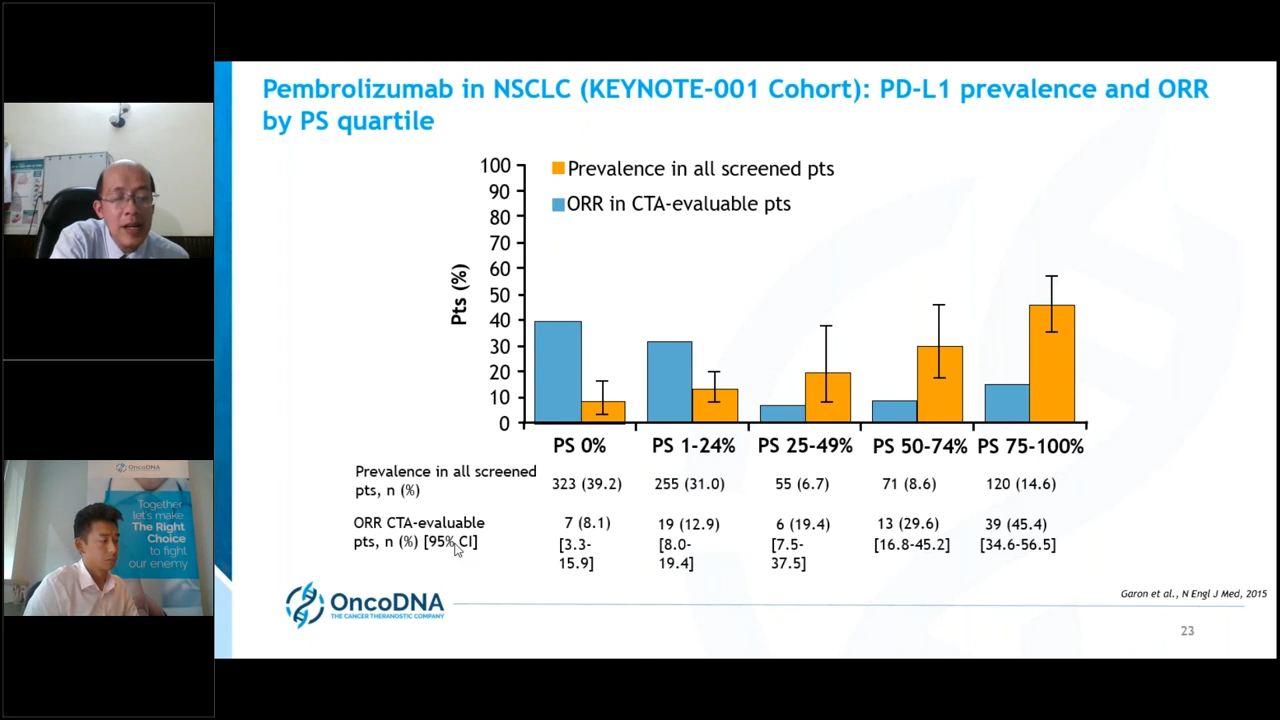 Pembrolizumab in NSCLC (KEYNOTE-001 Cohort): PD-L1 prevalence and ORR
by PS quartile
100
90
80
70
60
50
40
30
20
10
0
Pts (%)
Prevalence in all screened pts
ORR in CTA-evaluable pts
PS 0% PS 1-24% PS 25-49% PS 50-74% PS 75-100%
Prevalence in all screened
pts, n (%)
323 (39.2) 255 (31.0) 55 (6.7) 71 (8.6) 120 (14.6)
ORR CTA-evaluable
pts, n (%) [95% CI]
7 (8.1) 19 (12.9) 6 (19.4) 13 (29.6) 39 (45.4)
[3.3- [8.0- [7.5- [16.8-45.2] [34.6-56.5]
15.9] 19.4] 37.5]
OncoDNA
THE CANCER THERANOSTIC COMPANY
Garon et al., N Engl J Med, 2015
23
OncoDNA
Together
let's make
The Right
Choice
to fight
our enemy